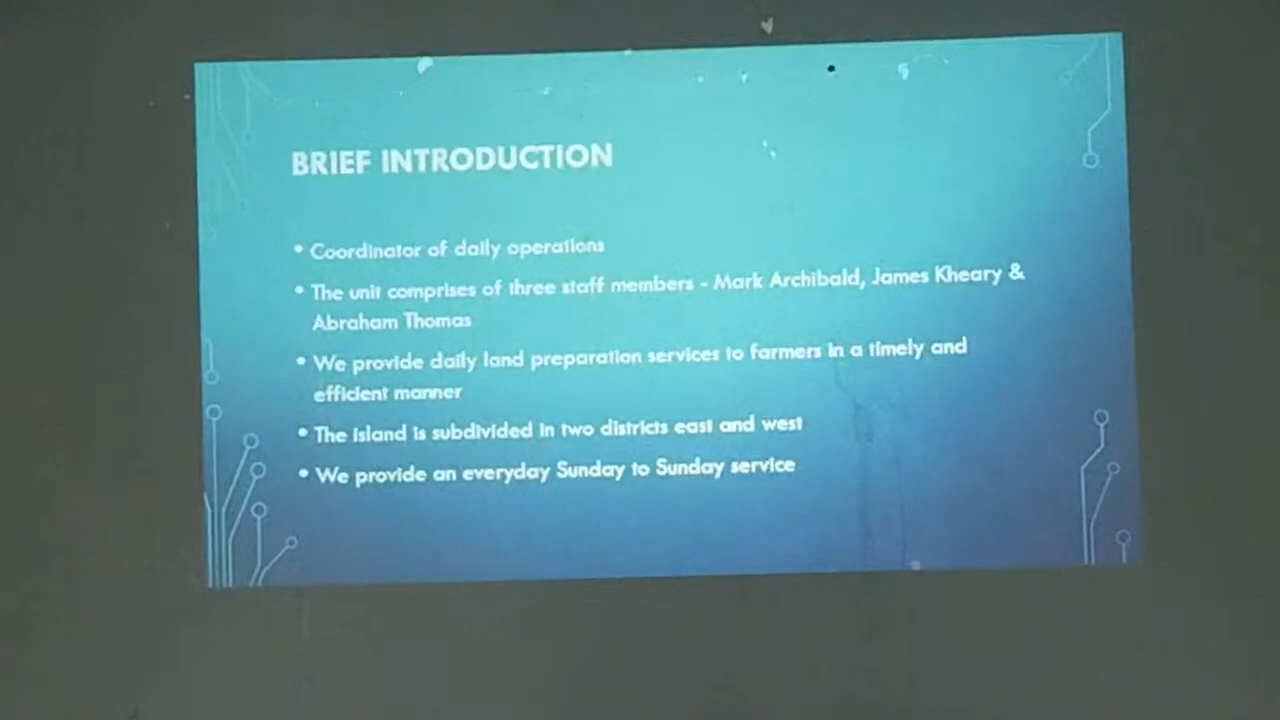 BRIEF INTRODUCTION
• Coordinator of daily operations
• The unit comprises of three staff members - Mark Archibald, James Kheary &
Abraham Thomas
• We provide daily land preparation services to farmers in a timely and
efficient manner
• The island is subdivided in two districts east and west
• We provide an everyday Sunday to Sunday service